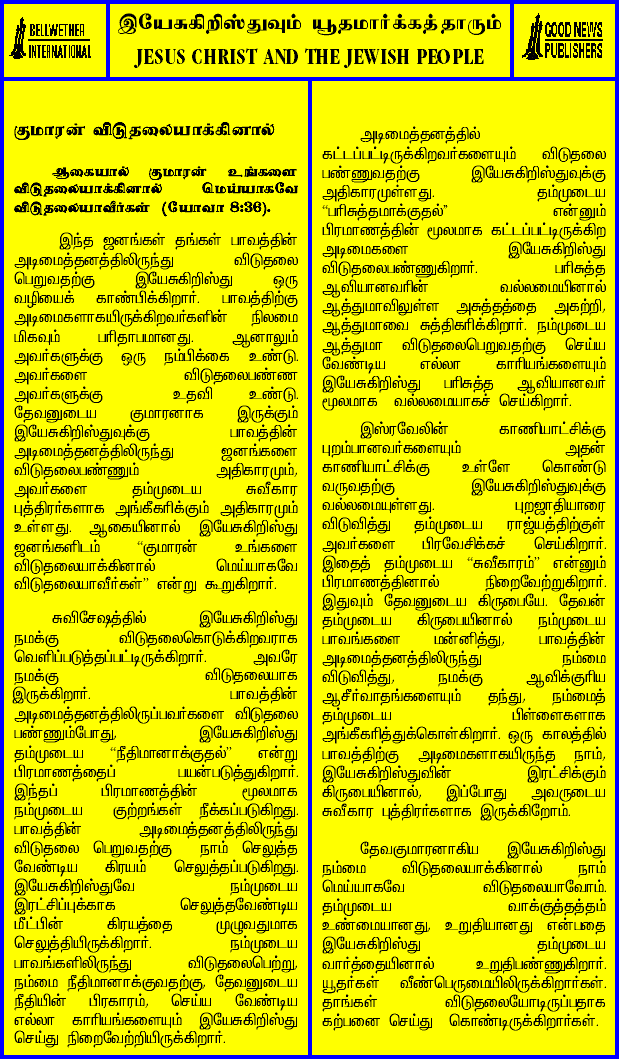 BELLWETHER
INTERNATIONAL
இயேசுகிறிஸ்துவும் யூதமார்க்கத்தாரும்
JESUS CHRIST AND THE JEWISH PEOPLE
GOOD NEWS
PUBLISHERS
குமாரன் விடுதலையாக்கினால்
ஆகையால் குமாரன் உங்களை
விடுதலையாக்கினால் மெய்யாகவே
விடுதலையாவீர்கள் (யோவா 8:36).
இந்த ஜனங்கள் தங்கள் பாவத்தின்
அடிமைத்தனத்திலிருந்து விடுதலை
பெறுவதற்கு இயேசுகிறிஸ்து ஒரு
வழியைக் காண்பிக்கிறார். பாவத்திற்கு
அடிமைகளாகயிருக்கிறவர்களின் நிலமை
மிகவும் பரிதாபமானது. ஆனாலும்
அவர்களுக்கு ஒரு நம்பிக்கை உண்டு.
அவர்களை விடுதலைபண்ண
அவர்களுக்கு உதவி உண்டு.
தேவனுடைய குமாரனாக இருக்கும்
இயேசுகிறிஸ்துவுக்கு பாவத்தின்
அடிமைத்தனத்திலிருந்து ஜனங்களை
விடுதலைபண்ணும் அதிகாரமும்,
அவர்களை தம்முடைய சுவீகார
புத்திரர்களாக அங்கீகரிக்கும் அதிகாரமும்
உள்ளது. ஆகையினால் இயேசுகிறிஸ்து
ஜனங்களிடம் “குமாரன் உங்களை
விடுதலையாக்கினால் மெய்யாகவே
விடுதலையாவீர்கள்” என்று கூறுகிறார்.
சுவிசேஷத்தில் இயேசுகிறிஸ்து
நமக்கு விடுதலைகொடுக்கிறவராக
வெளிப்படுத்தப்பட்டிருக்கிறார். அவரே
நமக்கு விடுதலையாக
இருக்கிறார். பாவத்தின்
அடிமைத்தனத்திலிருப்பவர்களை விடுதலை
பண்ணும்போது, இயேசுகிறிஸ்து
தம்முடைய “நீதிமானாக்குதல்” என்று
பிரமாணத்தைப் பயன்படுத்துகிறார்.
இந்தப் பிரமாணத்தின் மூலமாக
நம்முடைய குற்றங்கள் நீக்கப்படுகிறது.
பாவத்தின் அடிமைத்தனத்திலிருந்து
விடுதலை பெறுவதற்கு நாம் செலுத்த
வேண்டிய கிரயம் செலுத்தப்படுகிறது.
இயேசுகிறிஸ்துவே நம்முடைய
இரட்சிப்புக்காக செலுத்தவேண்டிய
மீட்பின் கிரயத்தை முழுவதுமாக
செலுத்தியிருக்கிறார். நம்முடைய
பாவங்களிலிருந்து விடுதலைபெற்று,
நம்மை நீதிமானாக்குவதற்கு, தேவனுடைய
நீதியின் பிரகாரம், செய்ய வேண்டிய
எல்லா காரியங்களையும் இயேசுகிறிஸ்து
செய்து நிறைவேற்றியிருக்கிறார்.
அடிமைத்தனத்தில்
கட்டப்பட்டிருக்கிறவர்களையும் விடுதலை
பண்ணுவதற்கு இயேசுகிறிஸ்துவுக்கு
அதிகாரமுள்ளது. தம்முடைய
“பரிசுத்தமாக்குதல்” என்னும்
பிரமாணத்தின் மூலமாக கட்டப்பட்டிருக்கிற
அடிமைகளை இயேசுகிறிஸ்து
விடுதலைபண்ணுகிறார். பரிசுத்த
ஆவியானவரின் வல்லமையினால்
ஆத்துமாவிலுள்ள அசுத்தத்தை அகற்றி,
ஆத்துமாவை சுத்திகரிக்கிறார். நம்முடைய
ஆத்துமா விடுதலைபெறுவதற்கு செய்ய
வேண்டிய எல்லா காரியங்களையும்
இயேசுகிறிஸ்து பரிசுத்த ஆவியானவர்
மூலமாக வல்லமையாகச் செய்கிறார்.
இஸ்ரவேலின் காணியாட்சிக்கு
புறம்பானவர்களையும் அதன்
காணியாட்சிக்கு உள்ளே கொண்டு
வருவதற்கு இயேசுகிறிஸ்துவுக்கு
வல்லமையுள்ளது. புறஜாதியாரை
விடுவித்து தம்முடைய ராஜ்யத்திற்குள்
அவர்களை பிரவேசிக்கச் செய்கிறார்.
இதைத் தம்முடைய “சுவீகாரம்” என்னும்
பிரமாணத்தினால் நிறைவேற்றுகிறார்.
இதுவும் தேவனுடைய கிருபையே. தேவன்
தம்முடைய கிருபையினால் நம்முடைய
பாவங்களை மன்னித்து, பாவத்தின்
அடிமைத்தனத்திலிருந்து நம்மை
விடுவித்து, நமக்கு ஆவிக்குரிய
ஆசீர்வாதங்களையும் தந்து, நம்மைத்
தம்முடைய பிள்ளைகளாக
அங்கீகரித்துக்கொள்கிறார். ஒரு காலத்தில்
பாவத்திற்கு அடிமைகளாகயிருந்த நாம்,
இயேசுகிறிஸ்துவின் இரட்சிக்கும்
கிருபையினால், இப்போது அவருடைய
சுவீகார புத்திரர்களாக இருக்கிறோம்.
தேவகுமாரனாகிய இயேசுகிறிஸ்து
நம்மை விடுதலையாக்கினால் நாம்
மெய்யாகவே விடுதலையாவோம்.
தம்முடைய வாக்குத்தத்தம்
உண்மையானது, உறுதியானது என்பதை
இயேசுகிறிஸ்து தம்முடைய
வார்த்தையினால் உறுதிபண்ணுகிறார்.
யூதர்கள் வீண்பெருமையிலிருக்கிறார்கள்.
தாங்கள் விடுதலையோடிருப்பதாக
கற்பனை செய்து கொண்டிருக்கிறார்கள்.